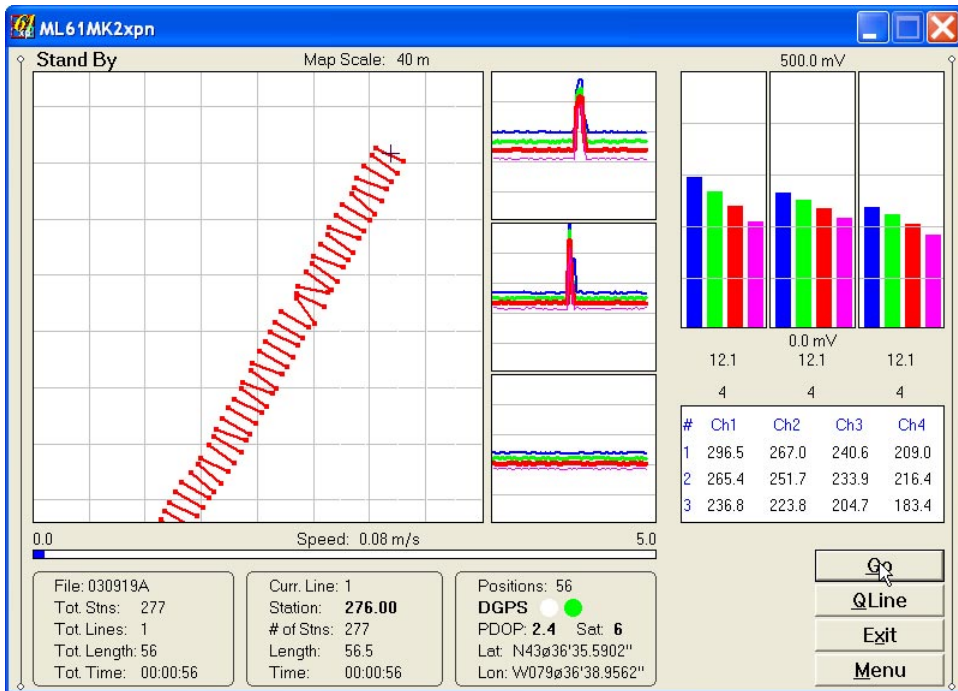 ML61MK2xpn
Stand By Map Scale: 40 m 500.0 mV
0.0 mV
12.1 12.1 12.1
4 4 4
# Ch1 Ch2 Ch3 Ch4
1 296.5 267.0 240.6 209.0
2 265.4 251.7 233.9 216.4
3 236.8 223.8 204.7 183.4
0.0 Speed: 0.08 m/s 5.0
File: 030919A
Tot. Stns: 277
Tot. Lines: 1
Tot. Length: 56
Tot. Time: 00:00:56
Curr. Line: 1
Station: 276.00
# of Stns: 277
Length: 56.5
Time: 00:00:56
Positions: 56
DGPS
PDOP: 2.4 Sat: 6
Lat: N43ø36'35.5902"
Lon: W079ø36'38.9562"
Go
QLine
Exit
Menu